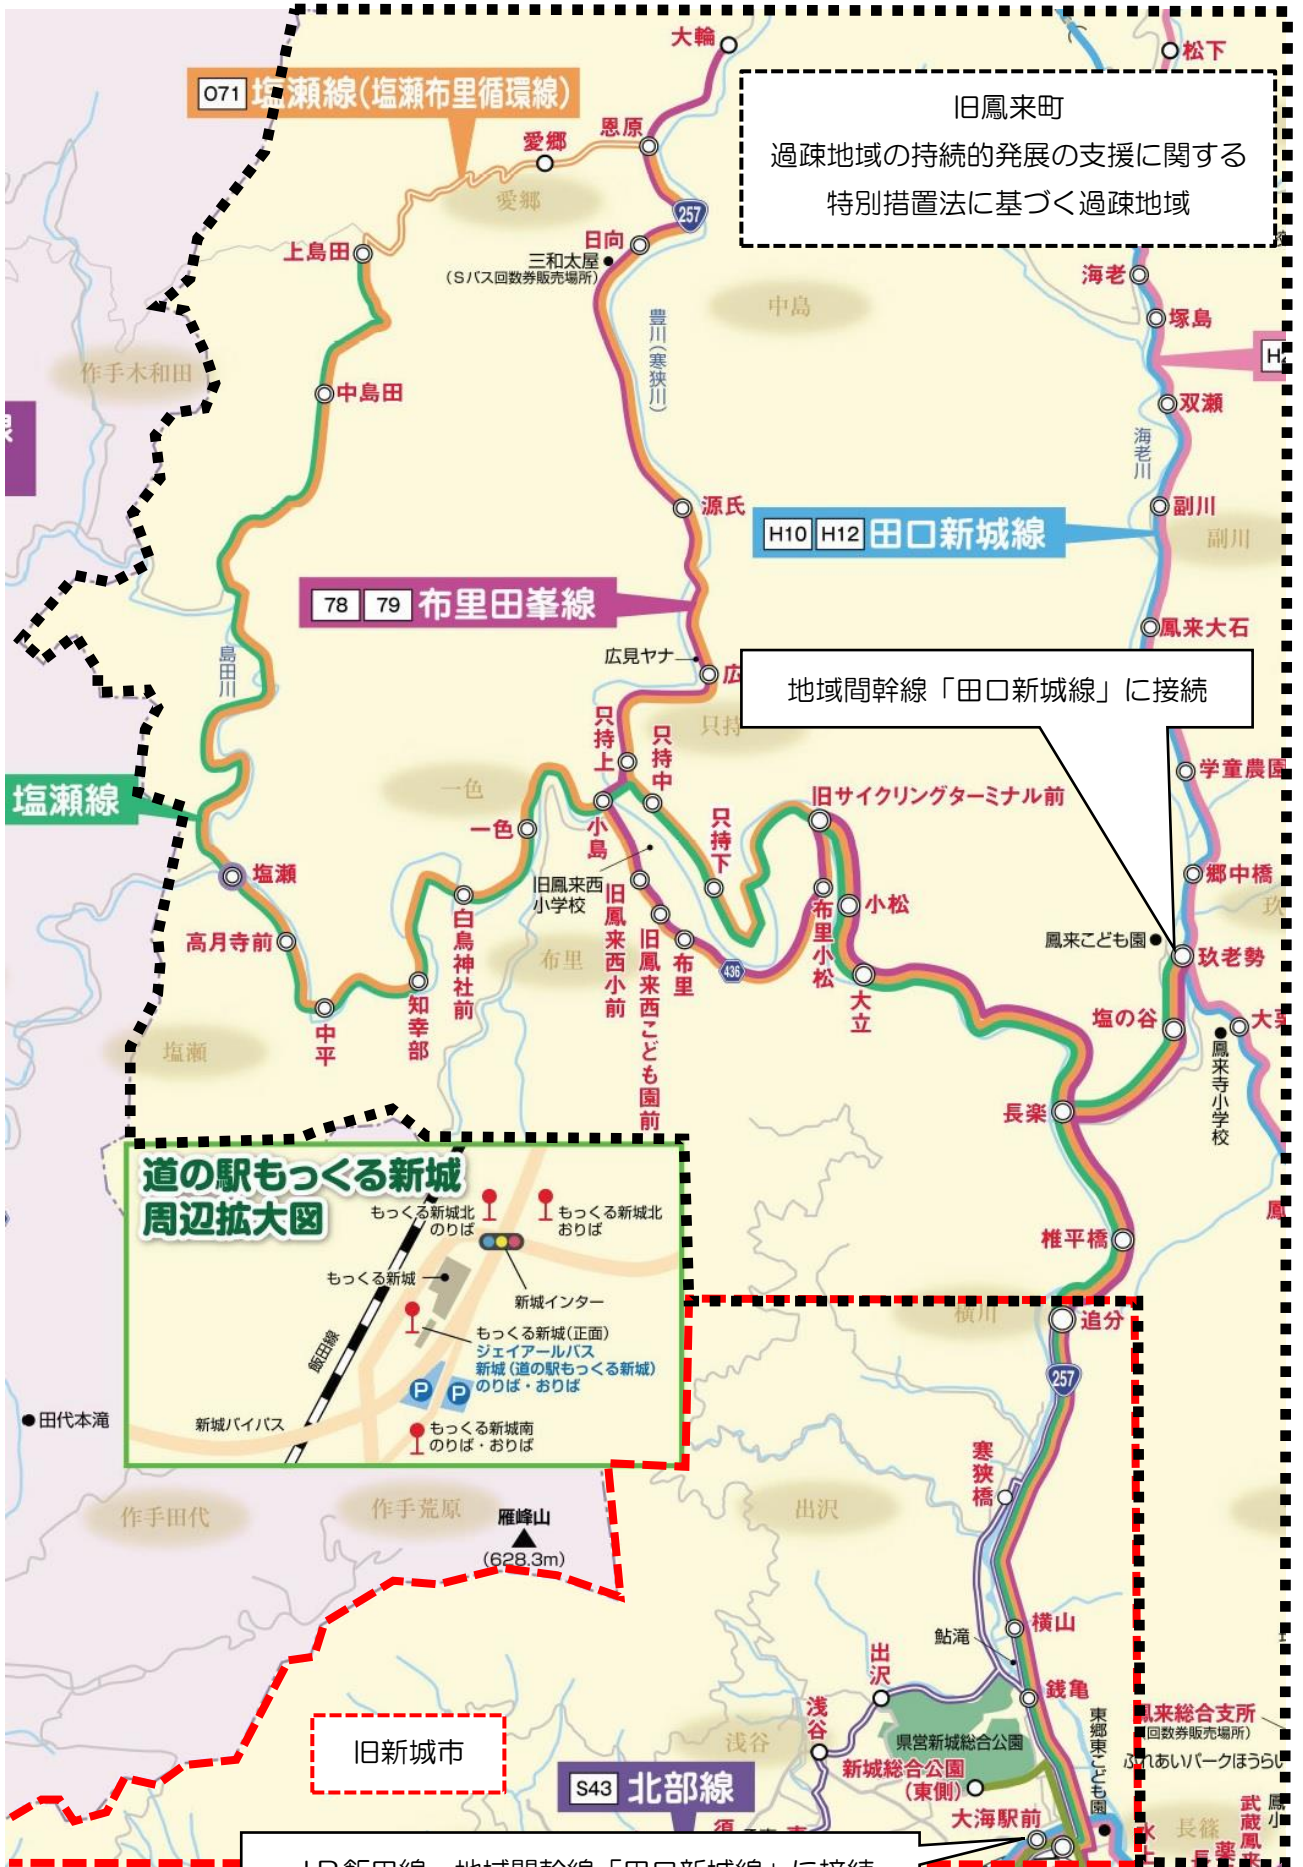 大輪
松下
071 塩瀬線(塩瀬布里循環線)
旧鳳来町
過疎地域の持続的発展の支援に関する
特別措置法に基づく過疎地域
恩原
愛郷
愛郷
257
日向
三和太屋
(Sバス回数券販売場所)
上島田
海老
中島
塚島
豊川(寒狭川)
作手木和田
中島田
双瀬
海老川
源氏
副川
H10 H12 田口新城線
副川
78 79 布里田峯線
鳳来大石
島田川
広見ヤナ
地域間幹線「田口新城線」に接続
只持上
只持中
学童農園
塩瀬線
一色
旧サイクリングターミナル前
一色
小島
只持下
塩瀬
旧鳳来西
小学校
郷中橋
白鳥神社前
旧鳳来西小前
布里小松
小松
高月寺前
旧鳳来西こども園前
布里
鳳来こども園
玖老勢
布里
436
知幸部
大立
中平
塩の谷
塩瀬
鳳来寺小学校
長楽
道の駅もっくる新城
周辺拡大図
もっくる新城北
のりば
もっくる新城北
おりば
椎平橋
もっくる新城
新城インター
横川
追分
もっくる新城(正面)
ジェイアールバス
新城(道の駅もっくる新城)
のりば・おりば
飯田線
P
P
257
田代本滝
新城バイパス
もっくる新城南
のりば・おりば
寒狭橋
作手田代
作手荒原
出沢
雁峰山
(628.3m)
横山
鮎滝
出沢
銭亀
浅谷
東郷東こども園
来総合支所
回数券販売場所)
旧新城市
浅谷
県営新城総合公園
ふれあいパークほうらい
新城総合公園
(東側)
S43 北部線
大海駅前
長篠
武蔵
JR飯田線、地域間幹線「田口新城線」に接続